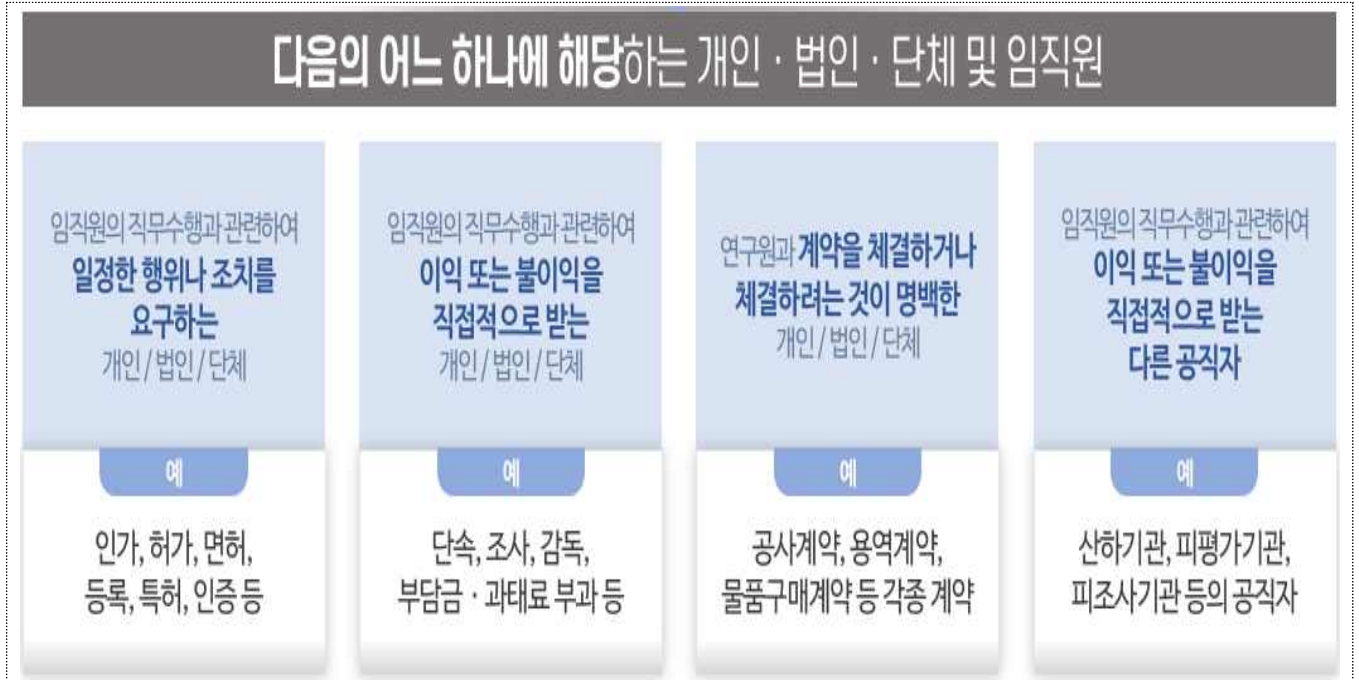 다음의 어느 하나에 해당하는 개인 · 법인 · 단체 및 임직원
임직원의 직무수행과 관련하여
일정한 행위나 조치를
요구하는
개인 / 법인 / 단체
예
인가, 허가, 면허,
등록, 특허, 인증 등
임직원의 직무수행과 관련하여
이익 또는 불이익을
직접적으로 받는
개인 / 법인 / 단체
예
단속, 조사, 감독,
부담금 · 과태료 부과 등
연구원과 계약을 체결하거나
체결하려는 것이 명백한
개인 / 법인 / 단체
예
공사계약, 용역계약,
물품구매계약 등 각종 계약
임직원의 직무수행과 관련하여
이익 또는 불이익을
직접적으로 받는
다른 공직자
예
산하기관, 피평가기관,
피조사기관 등의 공직자